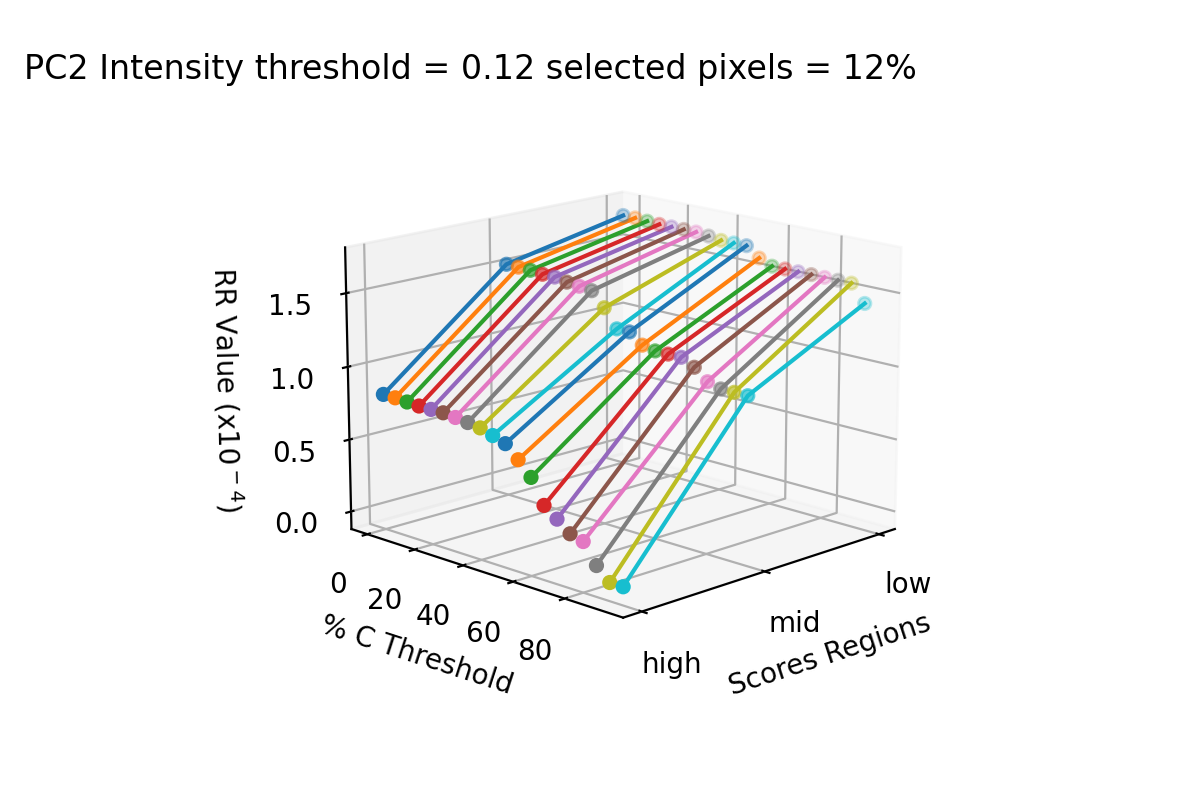 PC2 Intensity threshold = 0.12 selected pixels = 12%
RR Value (x10⁻⁴)
1.5
1.0
0.5
0.0
0
20
40
60
80
% C Threshold
high
mid
low
Scores Regions